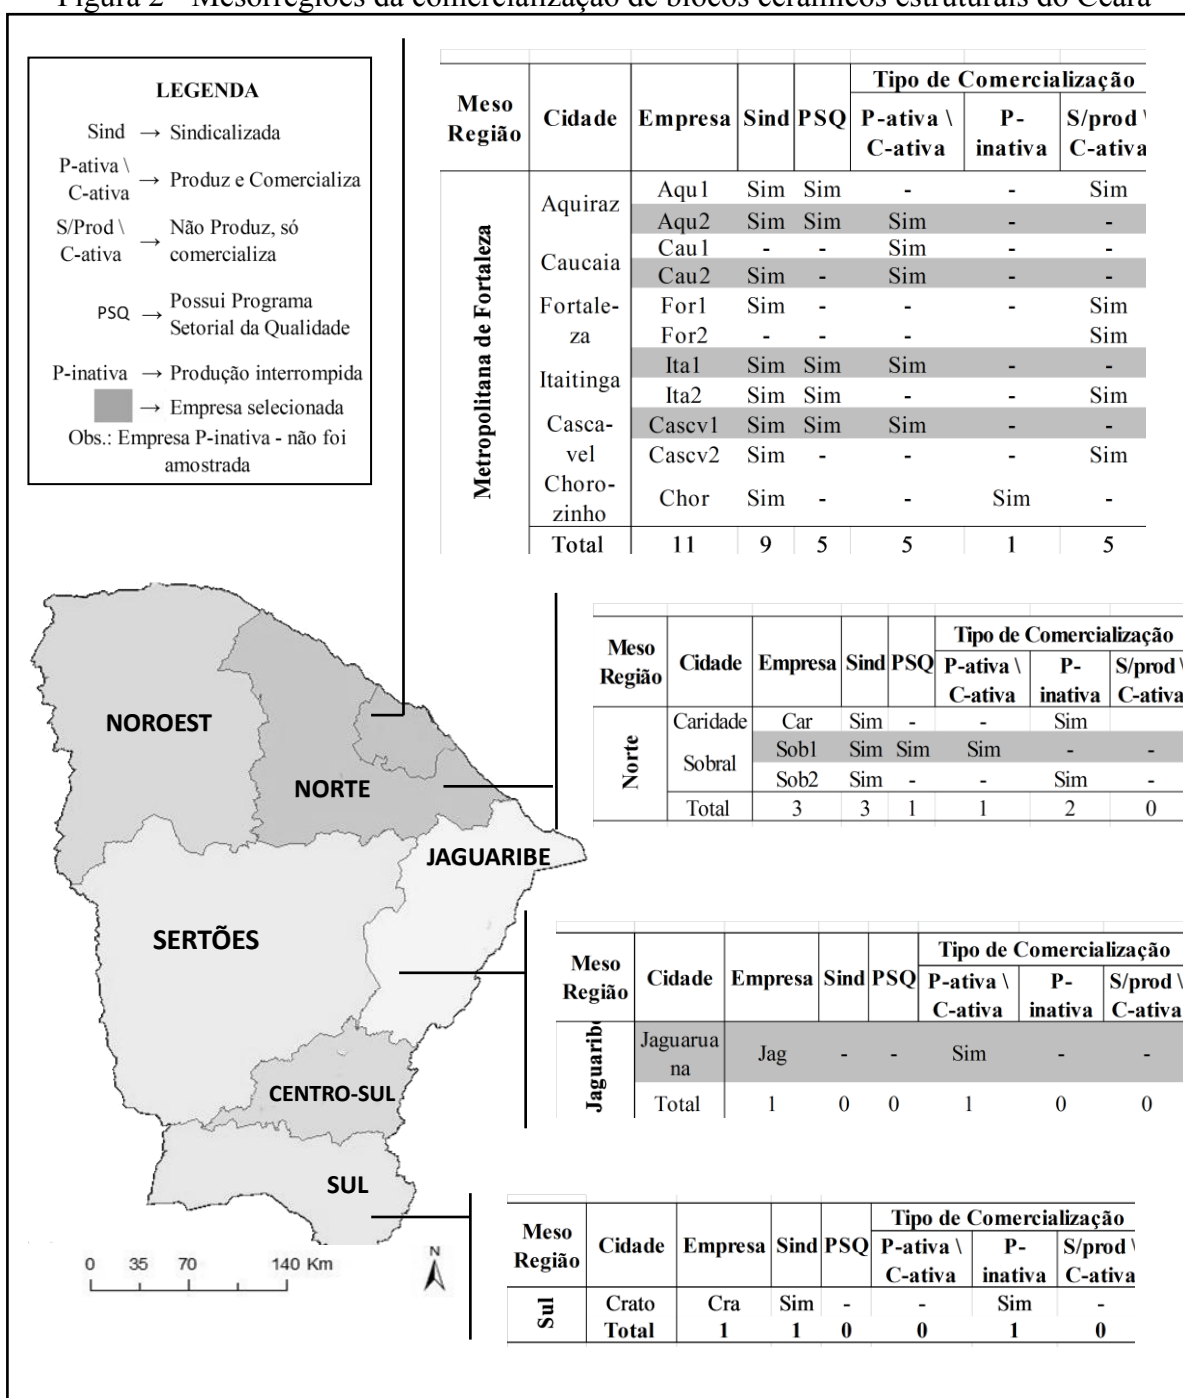 Figura 2 - Mesorregiões da comercialização de blocos cerâmicos estruturais do Ceará
LEGENDA
Sind → Sindicalizada
P-ativa \ C-ativa → Produz e Comercializa
S/Prod \ C-ativa → Não Produz, só comercializa
PSQ → Possui Programa Setorial da Qualidade
P-inativa → Produção interrompida
→ Empresa selecionada
Obs.: Empresa P-inativa - não foi
amostrada
Meso Região Cidade Empresa Sind PSQ Tipo de Comercialização
P-ativa \ C-ativa P-inativa S/prod \ C-ativa
Metropolitana de Fortaleza
Aquiraz Aqu1 Sim Sim - - Sim
Aqu2 Sim Sim Sim - -
Caucaia Cau1 - - Sim - -
Cau2 Sim - Sim - -
Fortale-za For1 Sim - - - Sim
For2 - - - Sim
Itaitinga Ita1 Sim Sim Sim - -
Ita2 Sim Sim - - Sim
Casca-vel Cascv1 Sim Sim Sim - -
Cascv2 Sim - - - Sim
Choro-zinho Chor Sim - - Sim -
Total 11 9 5 5 1 5
NOROEST
NORTE
JAGUARIBE
SERTÕES
CENTRO-SUL
SUL
0 35 70 140 Km
N
Meso Região Cidade Empresa Sind PSQ Tipo de Comercialização
P-ativa \ C-ativa P-inativa S/prod \ C-ativa
Norte
Caridade Car Sim - - Sim
Sobral Sob1 Sim Sim Sim - -
Sob2 Sim - - Sim -
Total 3 3 1 1 2 0
Meso Região Cidade Empresa Sind PSQ Tipo de Comercialização
P-ativa \ C-ativa P-inativa S/prod \ C-ativa
Jaguaribe
Jaguarua na Jag - - Sim - -
Total 1 0 0 1 0 0
Meso Região Cidade Empresa Sind PSQ Tipo de Comercialização
P-ativa \ C-ativa P-inativa S/prod \ C-ativa
Sul
Crato Cra Sim - - Sim -
Total 1 1 0 0 1 0